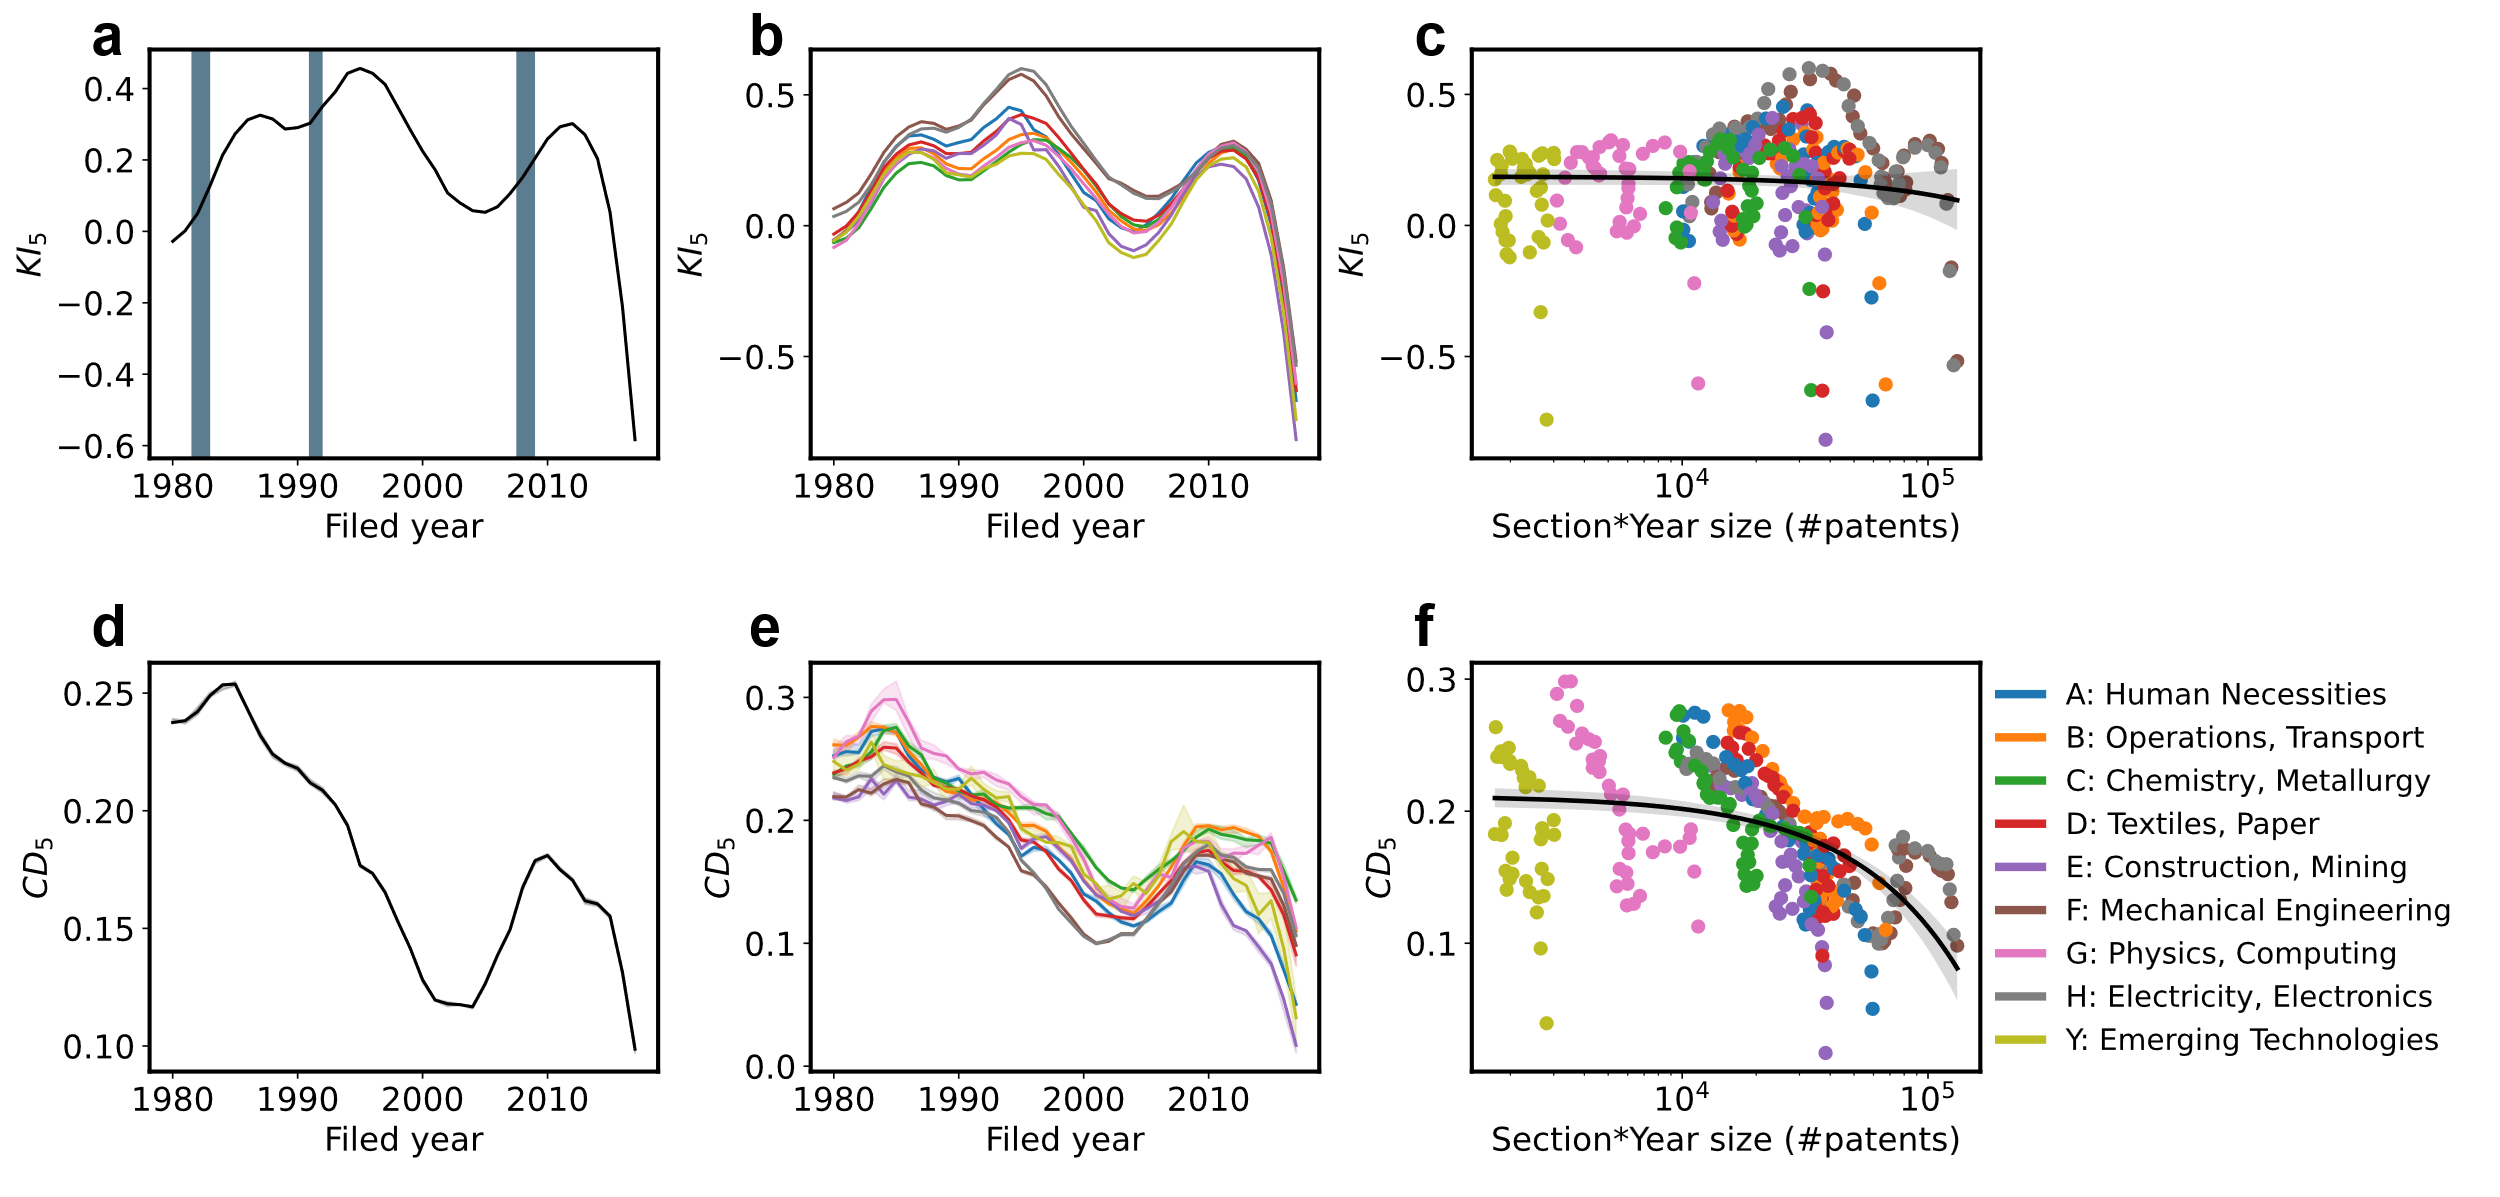 a
b
c
0.4
0.2
0.0
−0.2
−0.4
−0.6
KI5
1980 1990 2000 2010
Filed year
0.5
0.0
−0.5
KI5
1980 1990 2000 2010
Filed year
0.5
0.0
−0.5
KI5
10^4 10^5
Section*Year size (#patents)
d
e
f
0.25
0.20
0.15
0.10
CD5
1980 1990 2000 2010
Filed year
0.3
0.2
0.1
0.0
CD5
1980 1990 2000 2010
Filed year
0.3
0.2
0.1
CD5
10^4 10^5
Section*Year size (#patents)
A: Human Necessities
B: Operations, Transport
C: Chemistry, Metallurgy
D: Textiles, Paper
E: Construction, Mining
F: Mechanical Engineering
G: Physics, Computing
H: Electricity, Electronics
Y: Emerging Technologies